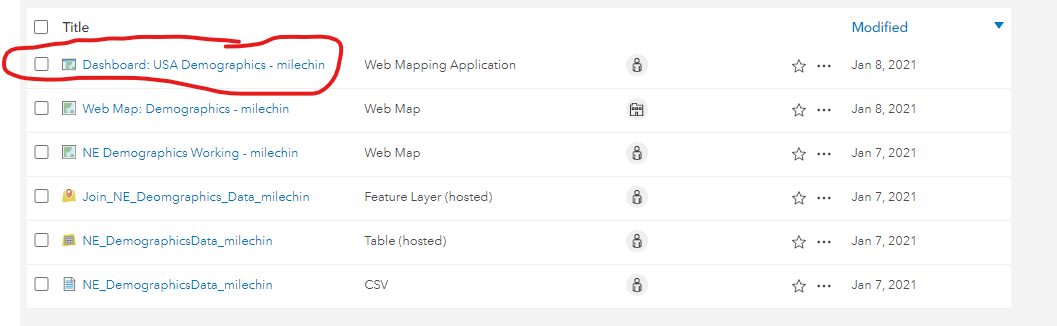 Title Modified
Dashboard: USA Demographics - milechin Web Mapping Application Jan 8, 2021
Web Map: Demographics - milechin Web Map Jan 8, 2021
NE Demographics Working - milechin Web Map Jan 7, 2021
Join_NE_Deomgraphics_Data_milechin Feature Layer (hosted) Jan 7, 2021
NE_DemographicsData_milechin Table (hosted) Jan 7, 2021
NE_DemographicsData_milechin CSV Jan 7, 2021